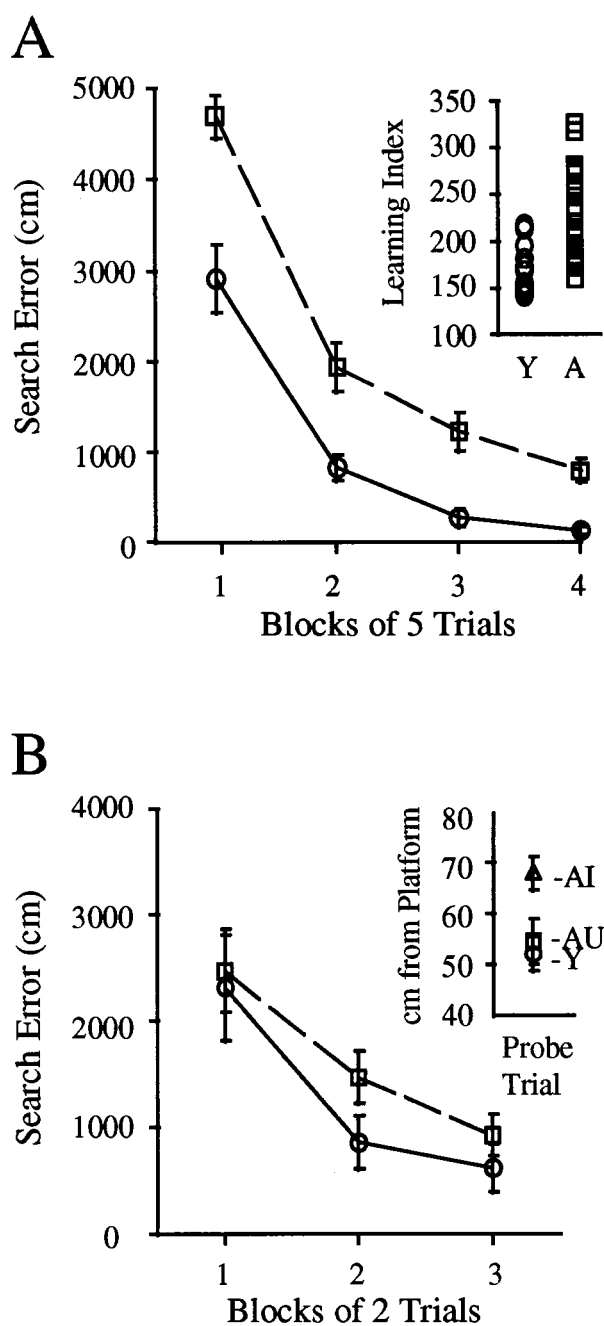 A
Search Error (cm)
5000
4000
3000
2000
1000
0
1 2 3 4
Blocks of 5 Trials
Learning Index
350
300
250
200
150
100
Y A
B
Search Error (cm)
4000
3000
2000
1000
0
1 2 3
Blocks of 2 Trials
cm from Platform
80
70
60
50
40
-AI
-AU
-Y
Probe
Trial